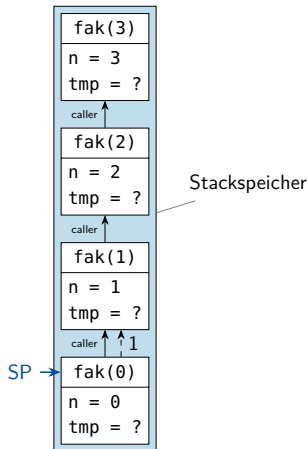 fak(3)
n = 3
tmp = ?
caller
fak(2)
n = 2
tmp = ?
Stackspeicher
caller
fak(1)
n = 1
tmp = ?
caller
1
SP
fak(0)
n = 0
tmp = ?